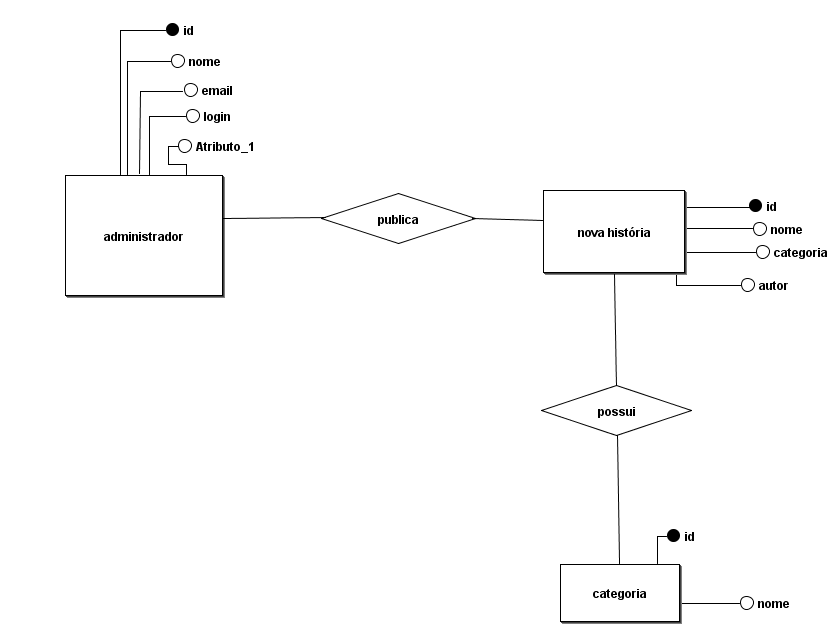 id
nome
email
login
Atributo_1
administrador
publica
nova história
id
nome
categoria
autor
possui
id
categoria
nome